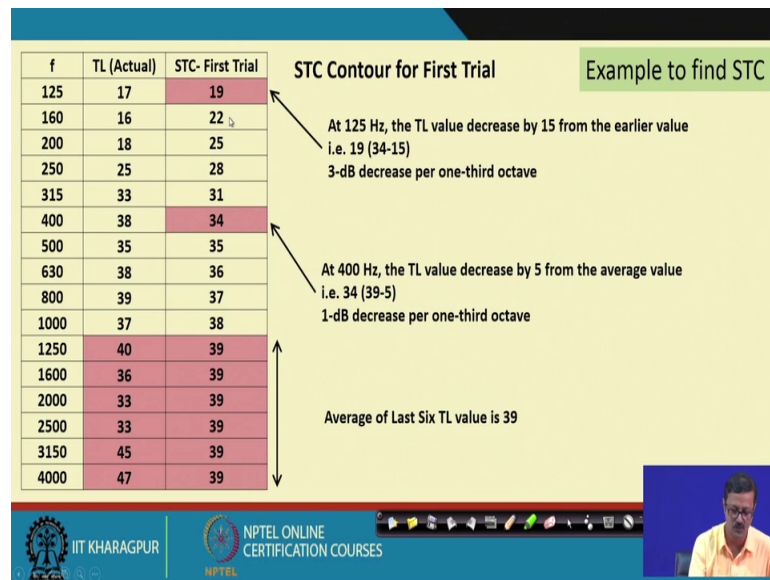 Example to find STC
STC Contour for First Trial
f TL (Actual) STC- First Trial
125 17 19
160 16 22
200 18 25
250 25 28
315 33 31
400 38 34
500 35 35
630 38 36
800 39 37
1000 37 38
1250 40 39
1600 36 39
2000 33 39
2500 33 39
3150 45 39
4000 47 39
At 125 Hz, the TL value decrease by 15 from the earlier value
i.e. 19 (34-15)
3-dB decrease per one-third octave
At 400 Hz, the TL value decrease by 5 from the average value
i.e. 34 (39-5)
1-dB decrease per one-third octave
Average of Last Six TL value is 39
IIT KHARAGPUR
NPTEL
NPTEL ONLINE
CERTIFICATION COURSES